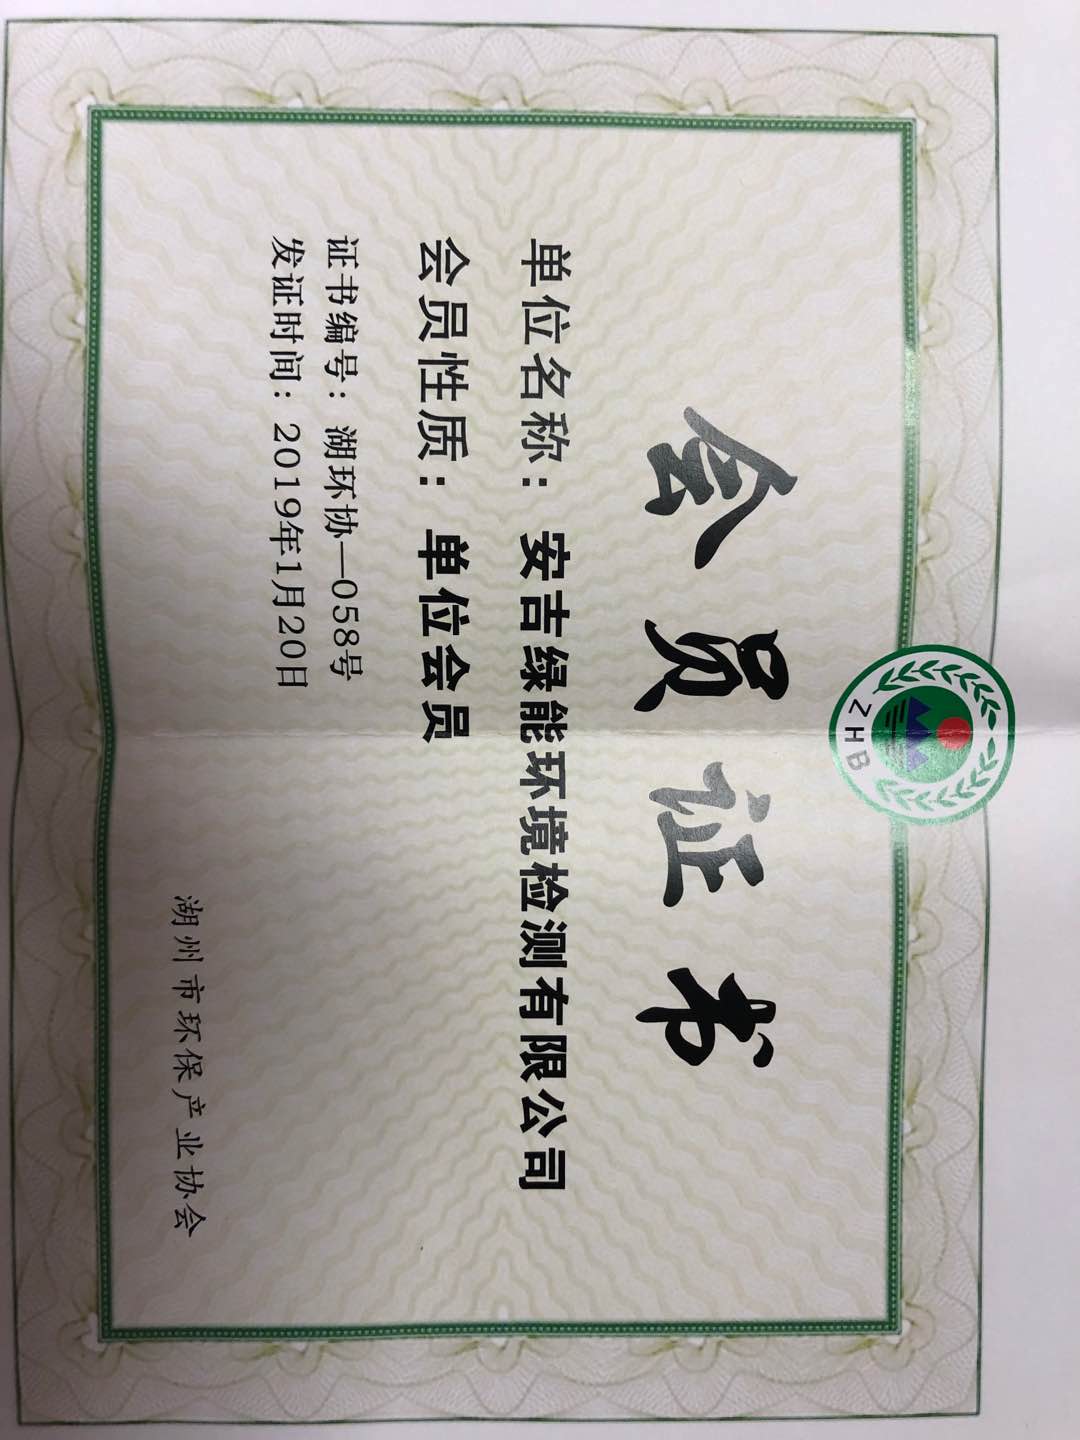 ZHB
会员证书
单位名称：安吉绿能环境检测有限公司
会员性质：单位会员
证书编号：湖环协—058号
发证时间：2019年1月20日
湖州市环保产业协会